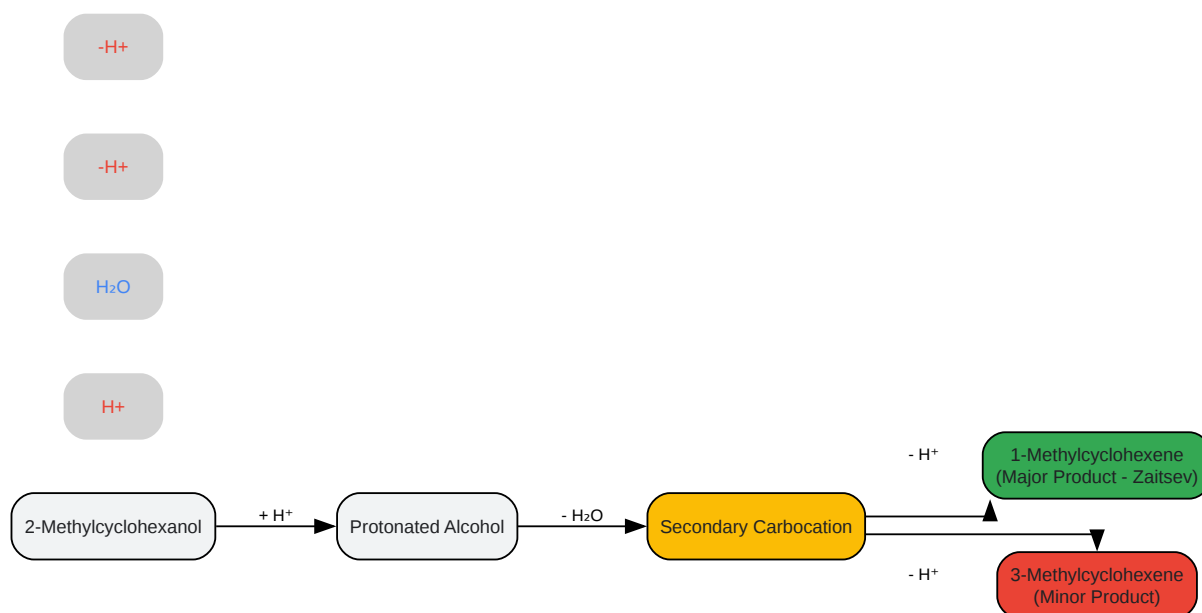 -H+
-H+
H₂O
H+
- H⁺
1-Methylcyclohexene
(Major Product - Zaitsev)
2-Methylcyclohexanol
+ H⁺
Protonated Alcohol
- H₂O
Secondary Carbocation
- H⁺
3-Methylcyclohexene
(Minor Product)